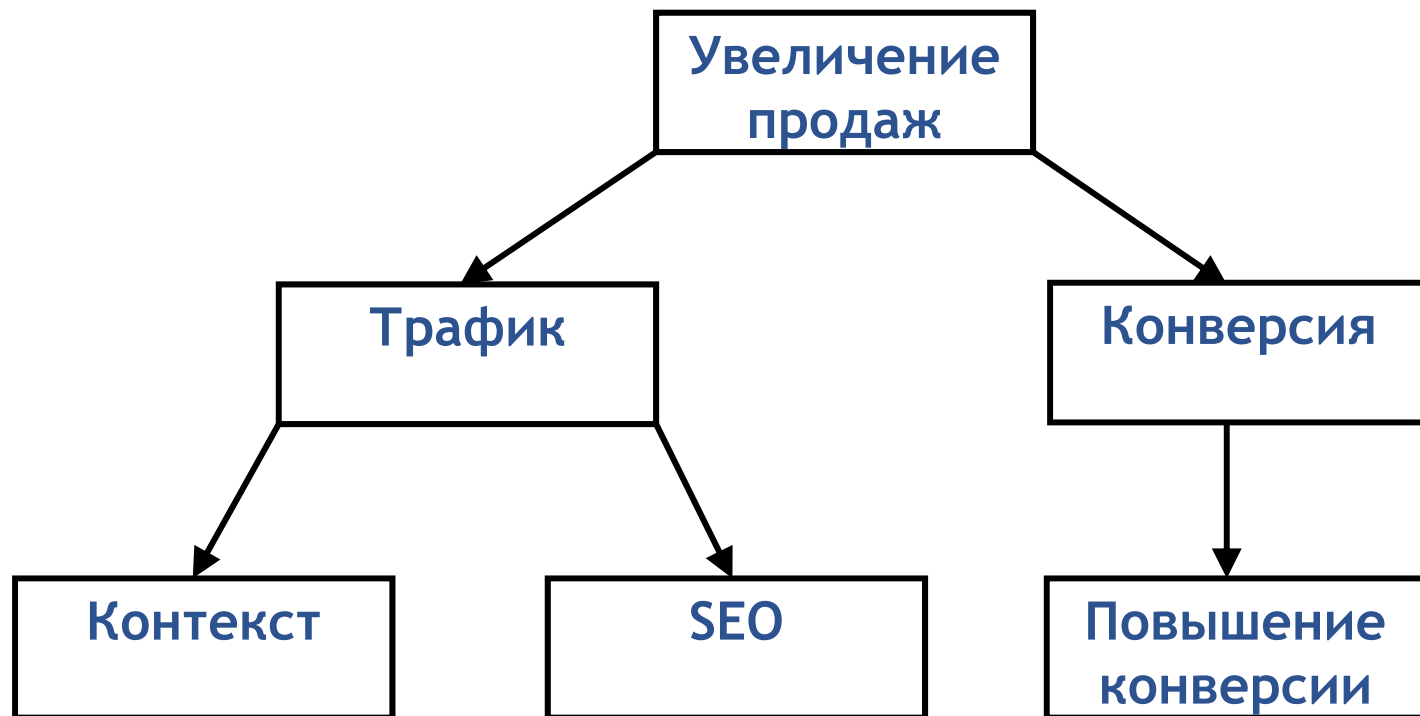 Увеличение
продаж
Трафик
Конверсия
Контекст
SEO
Повышение
конверсии